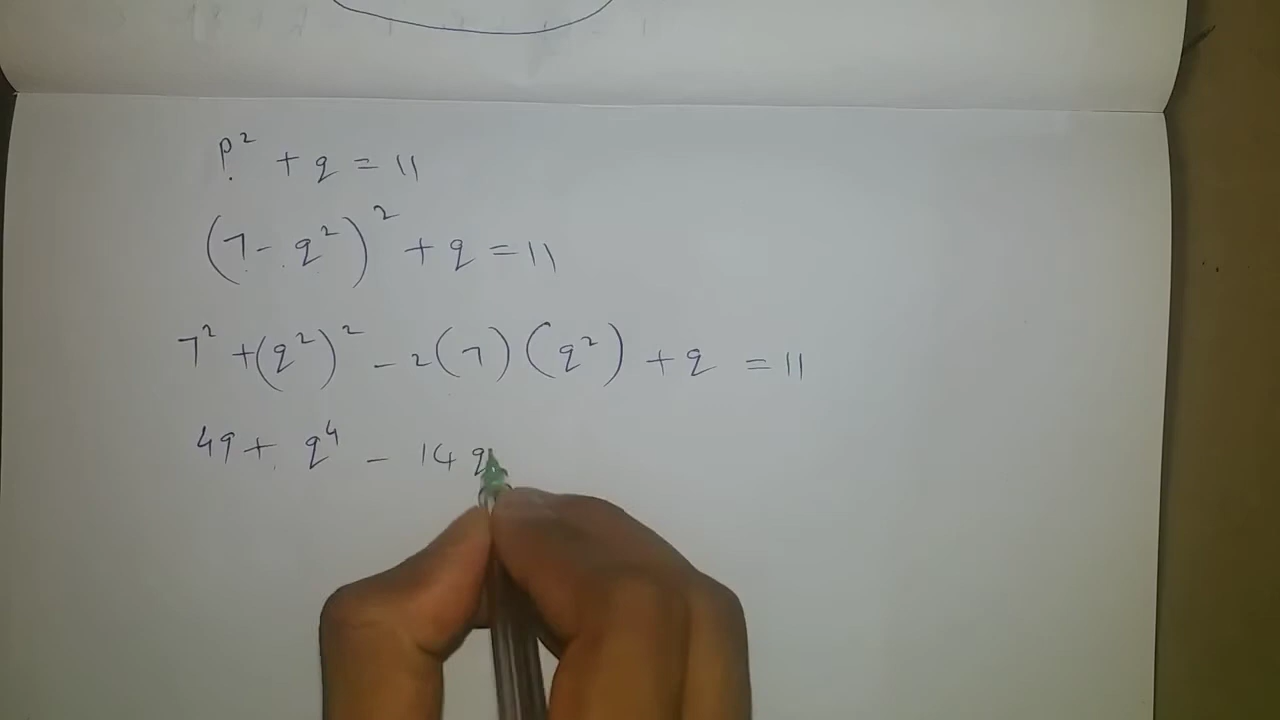 p² + q = 11
(7 - q²)² + q = 11
7² + (q²)² - 2(7)(q²) + q = 11
49 + q⁴ - 14q